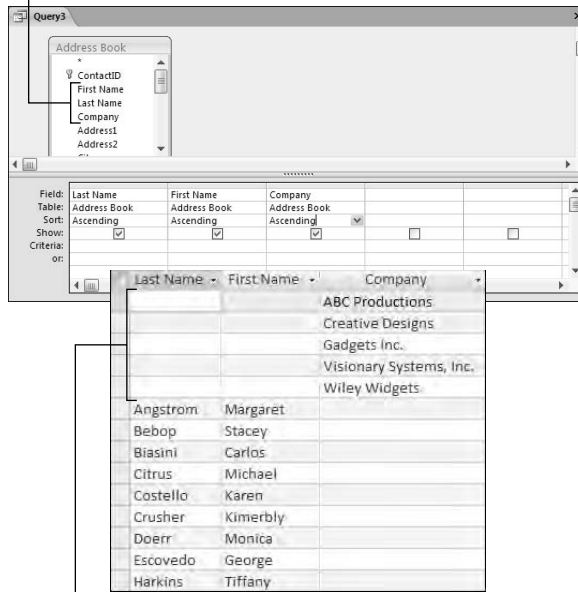 Query3
Address Book
*
ContactID
First Name
Last Name
Company
Address1
Address2
Field: Last Name First Name Company
Table: Address Book Address Book Address Book
Sort: Ascending Ascending Ascending
Show:
Criteria:
or:
Last Name First Name Company
ABC Productions
Creative Designs
Gadgets Inc.
Visionary Systems, Inc.
Wiley Widgets
Angstrom Margaret
Bebop Stacey
Biasini Carlos
Citrus Michael
Costello Karen
Crusher Kimerbly
Doerr Monica
Escovedo George
Harkins Tiffany